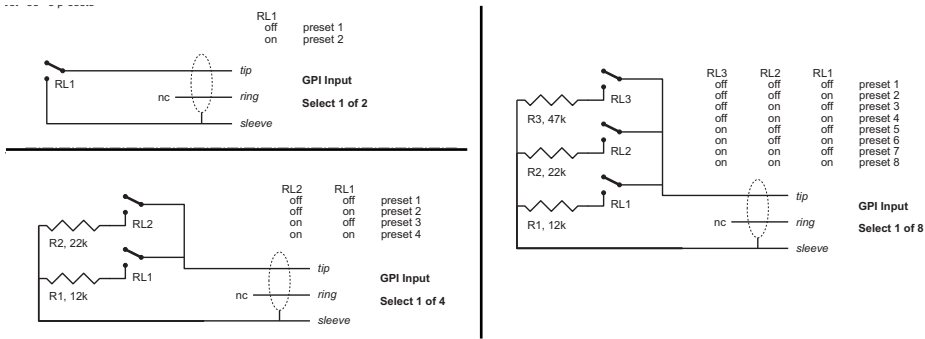 RL1
off preset 1
on preset 2
RL1
tip
nc ring
sleeve
GPI Input
Select 1 of 2
RL2 RL1
off off preset 1
off on preset 2
on off preset 3
on on preset 4
RL2
R2, 22k
RL1
R1, 12k
tip
nc ring
sleeve
GPI Input
Select 1 of 4
RL3 RL2 RL1
off off off preset 1
off off on preset 2
off on off preset 3
off on on preset 4
on off off preset 5
on off on preset 6
on on off preset 7
on on on preset 8
RL3
R3, 47k
RL2
R2, 22k
RL1
R1, 12k
tip
nc ring
sleeve
GPI Input
Select 1 of 8